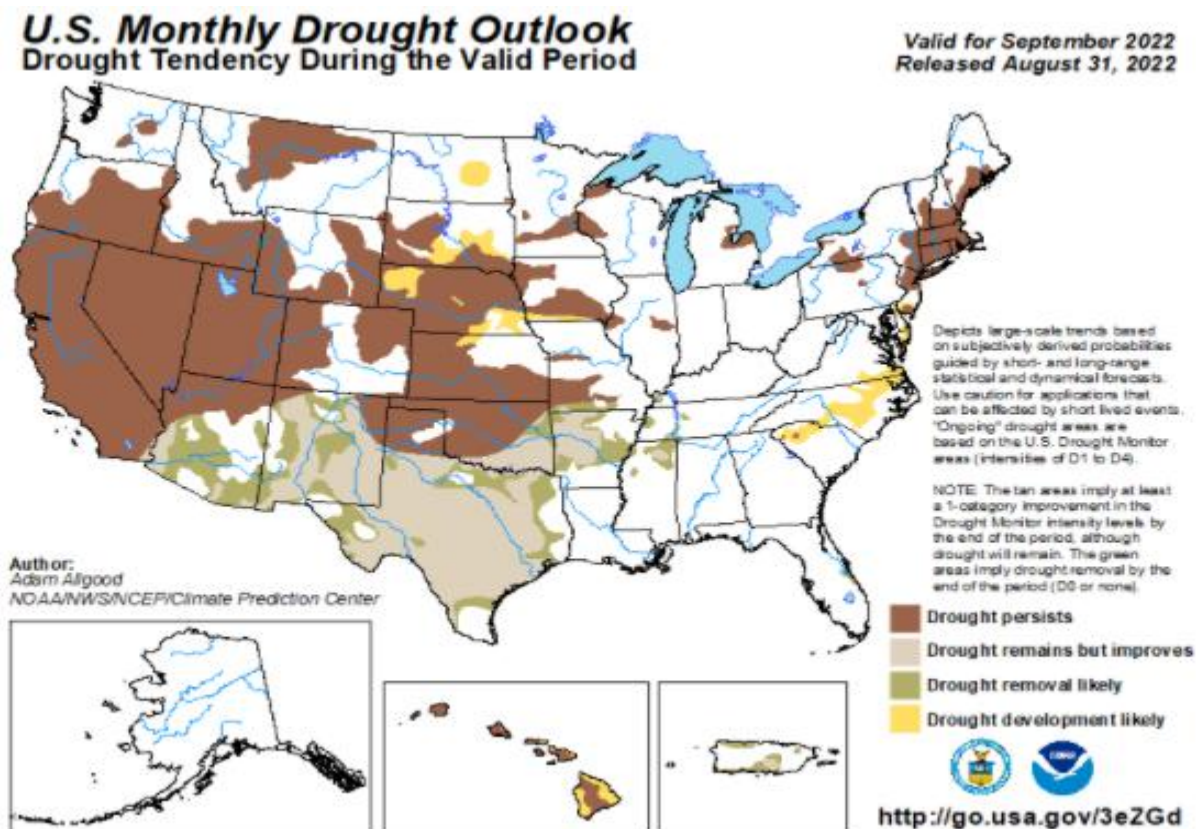 U.S. Monthly Drought Outlook
Drought Tendency During the Valid Period
Valid for September 2022
Released August 31, 2022
Depicts large-scale trends based
on subjectively derived probabilities
guided by short- and long-range
statistical and dynamical forecasts.
Use caution for applications that
can be affected by short lived events.
"Ongoing" drought areas are
based on the U.S. Drought Monitor
areas (intensities of D1 to D4).
NOTE: The tan areas imply at least
a 1-category improvement in the
Drought Monitor intensity levels by
the end of the period, although
drought will remain. The green
areas imply drought removal by the
end of the period (D0 or none).
Author:
Adam Allgood
NOAA/NWS/NCEP/Climate Prediction Center
Drought persists
Drought remains but improves
Drought removal likely
Drought development likely
http://go.usa.gov/3eZGd